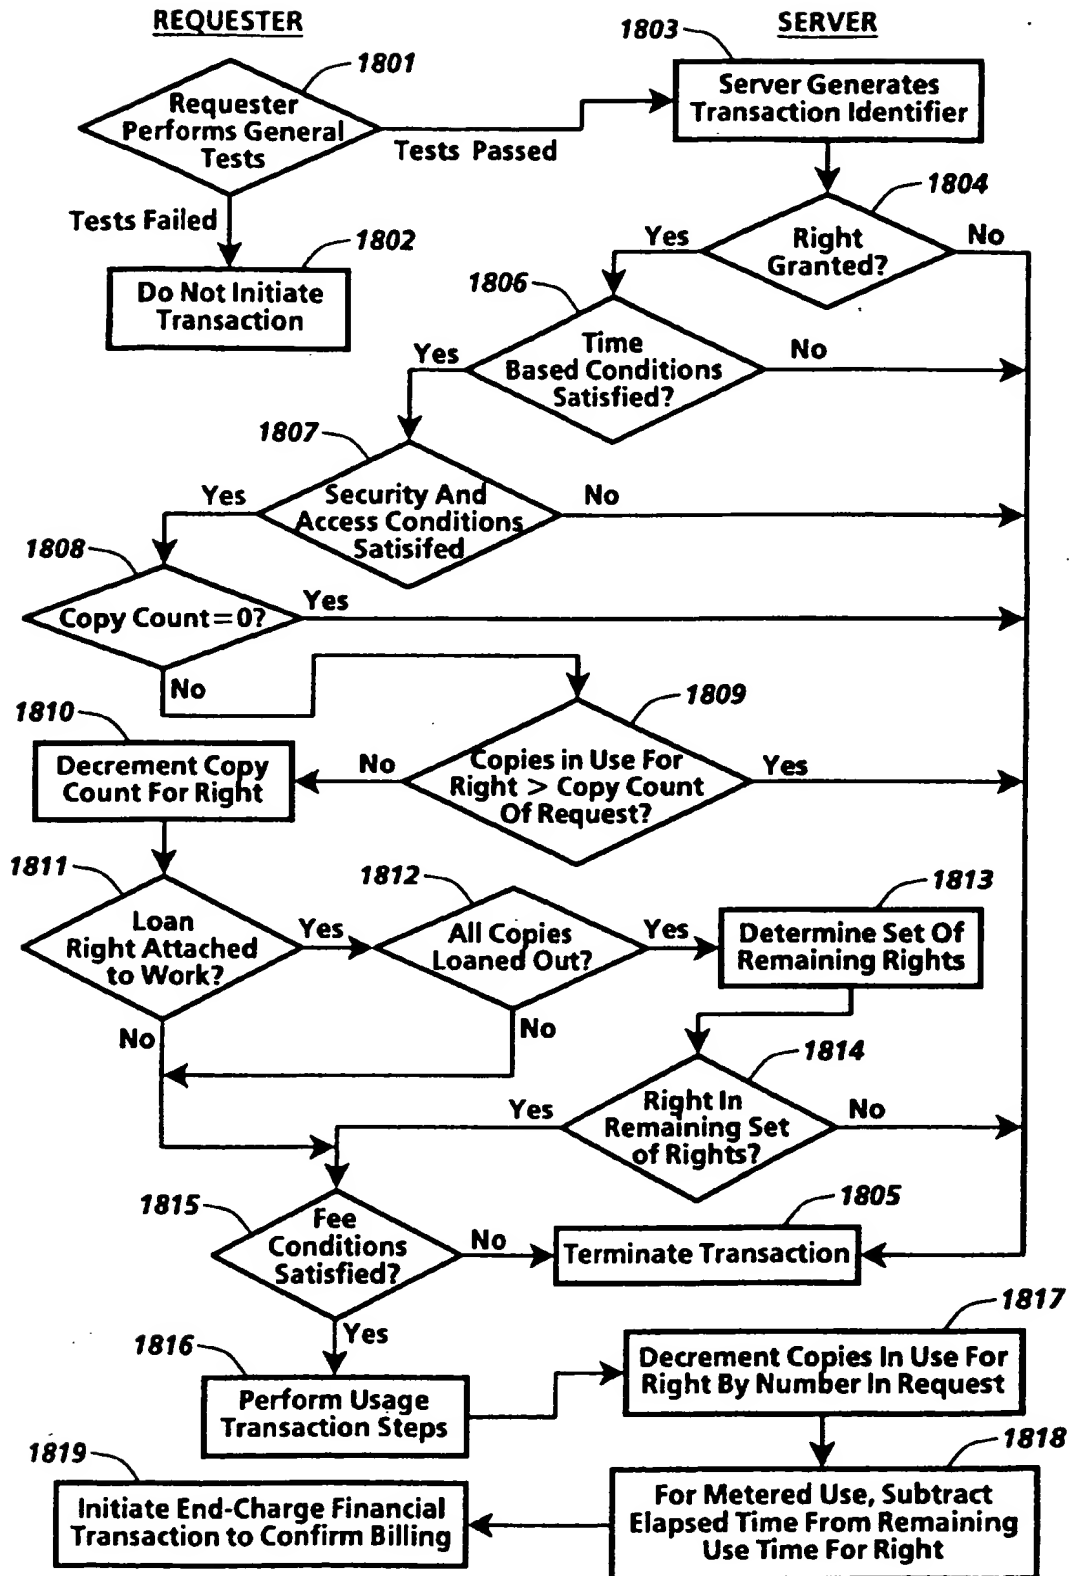 REQUESTER
SERVER
1801
Requester
Performs General
Tests
Tests Passed
1803
Server Generates
Transaction Identifier
Tests Failed
1802
Do Not Initiate
Transaction
1804
Right
Granted?
Yes
No
1806
Time
Based Conditions
Satisfied?
Yes
No
1807
Security And
Access Conditions
Satisifed
Yes
No
1808
Copy Count=0?
Yes
No
1809
Copies in Use For
Right > Copy Count
Of Request?
No
Yes
1810
Decrement Copy
Count For Right
1811
Loan
Right Attached
to Work?
Yes
No
1812
All Copies
Loaned Out?
Yes
No
1813
Determine Set Of
Remaining Rights
1814
Right In
Remaining Set
of Rights?
Yes
No
1815
Fee
Conditions
Satisfied?
No
Yes
1805
Terminate Transaction
1816
Perform Usage
Transaction Steps
1817
Decrement Copies In Use For
Right By Number In Request
1818
For Metered Use, Subtract
Elapsed Time From Remaining
Use Time For Right
1819
Initiate End-Charge Financial
Transaction to Confirm Billing